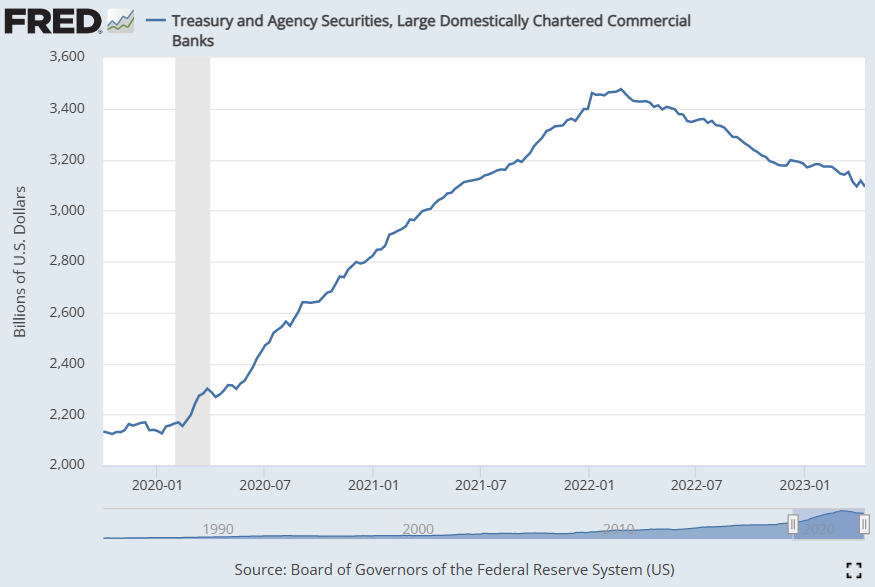 FRED
Treasury and Agency Securities, Large Domestically Chartered Commercial
Banks
3,600
3,400
3,200
3,000
2,800
2,600
2,400
2,200
2,000
Billions of U.S. Dollars
2020-01 2020-07 2021-01 2021-07 2022-01 2022-07 2023-01
1990 2000 2010 2020
Source: Board of Governors of the Federal Reserve System (US)